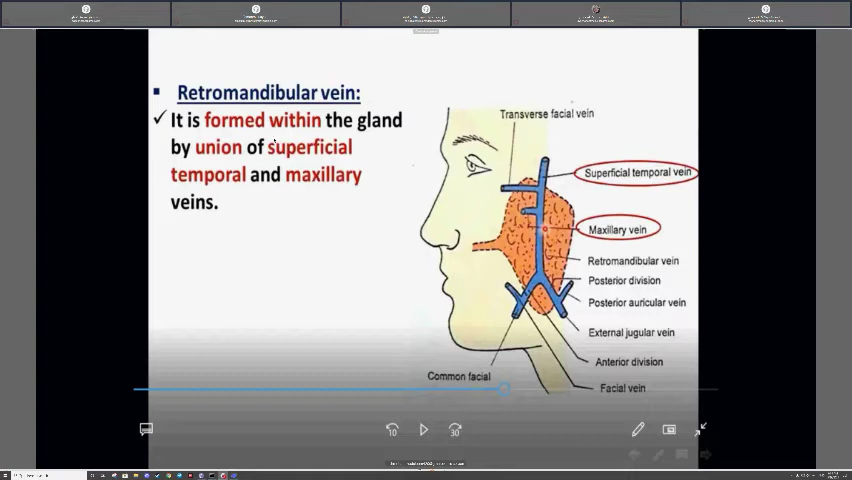 Retromandibular vein:
It is formed within the gland
by union of superficial
temporal and maxillary
veins.
Transverse facial vein
Superficial temporal vein
Maxillary vein
Retromandibular vein
Posterior division
Posterior auricular vein
External jugular vein
Anterior division
Common facial
Facial vein
10
30